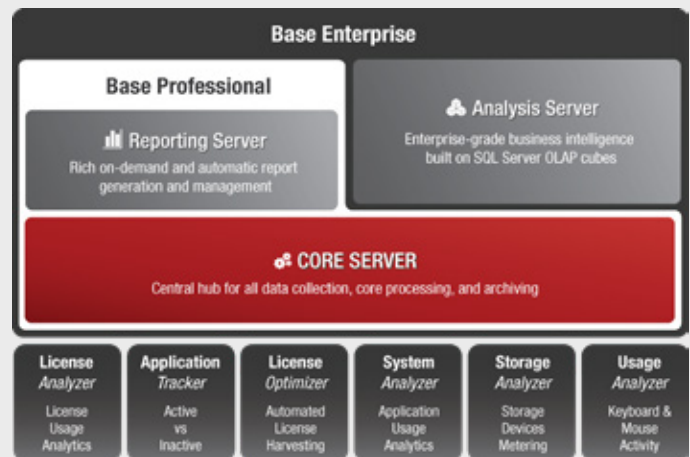 Base Enterprise
Base Professional
Reporting Server
Rich on-demand and automatic report
generation and management
Analysis Server
Enterprise-grade business intelligence
built on SQL Server OLAP cubes
CORE SERVER
Central hub for all data collection, core processing, and archiving
License
Analyzer
License
Usage
Analytics
Application
Tracker
Active
vs
Inactive
License
Optimizer
Automated
License
Harvesting
System
Analyzer
Application
Usage
Analytics
Storage
Analyzer
Storage
Devices
Metering
Usage
Analyzer
Keyboard &
Mouse
Activity